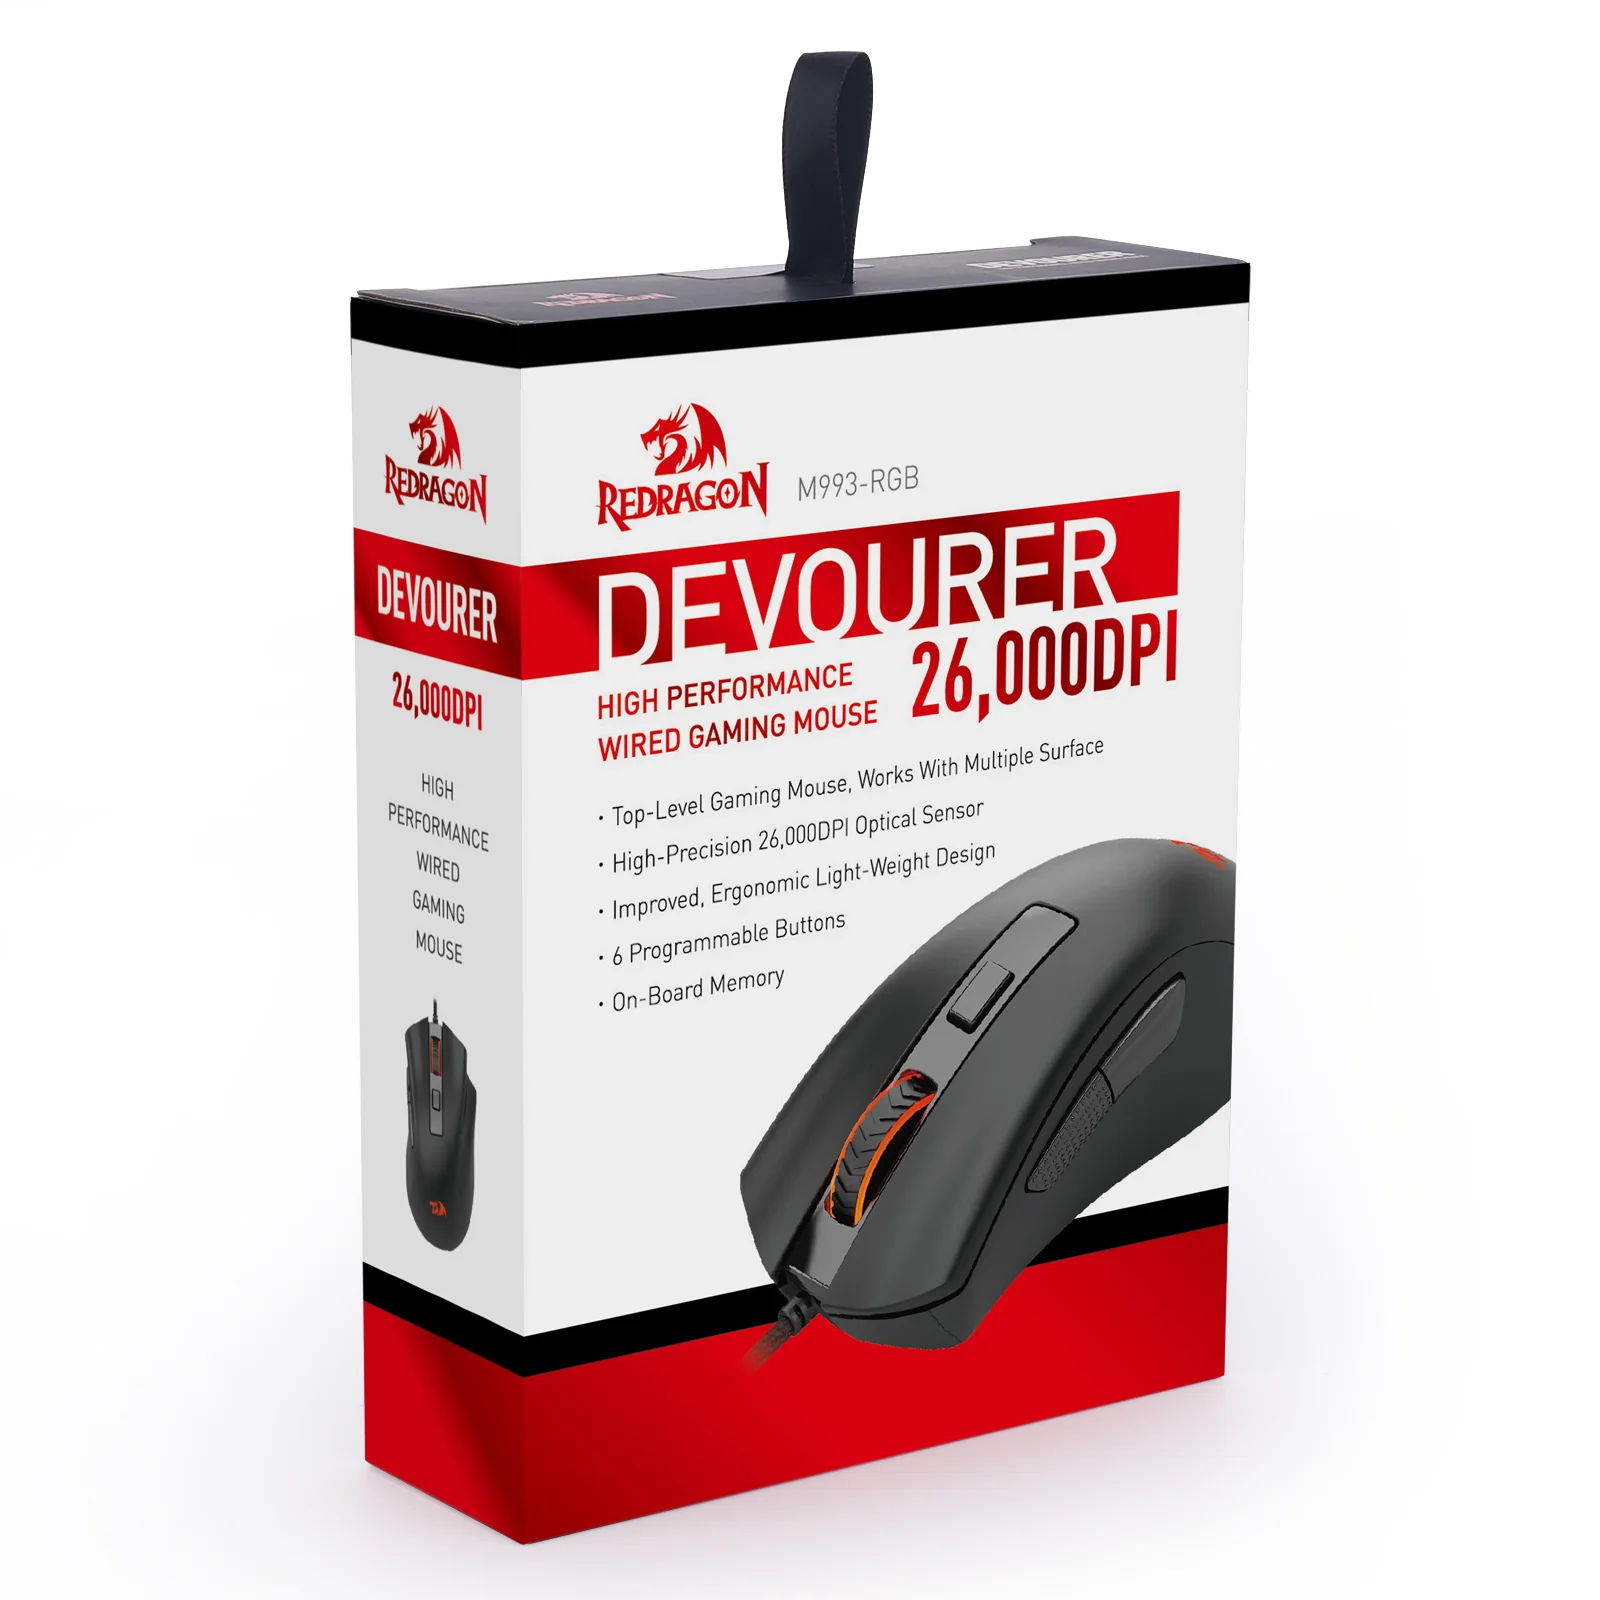 REDRAGON
DEVOURER
REDRAGON
DEVOURER
26,000DPI
HIGH
PERFORMANCE
WIRED
GAMING
MOUSE
REDRAGON
M993-RGB
DEVOURER
26,000DPI
HIGH PERFORMANCE
WIRED GAMING MOUSE
• Top-Level Gaming Mouse, Works With Multiple Surface
• High-Precision 26,000DPI Optical Sensor
• Improved, Ergonomic Light-Weight Design
• 6 Programmable Buttons
• On-Board Memory